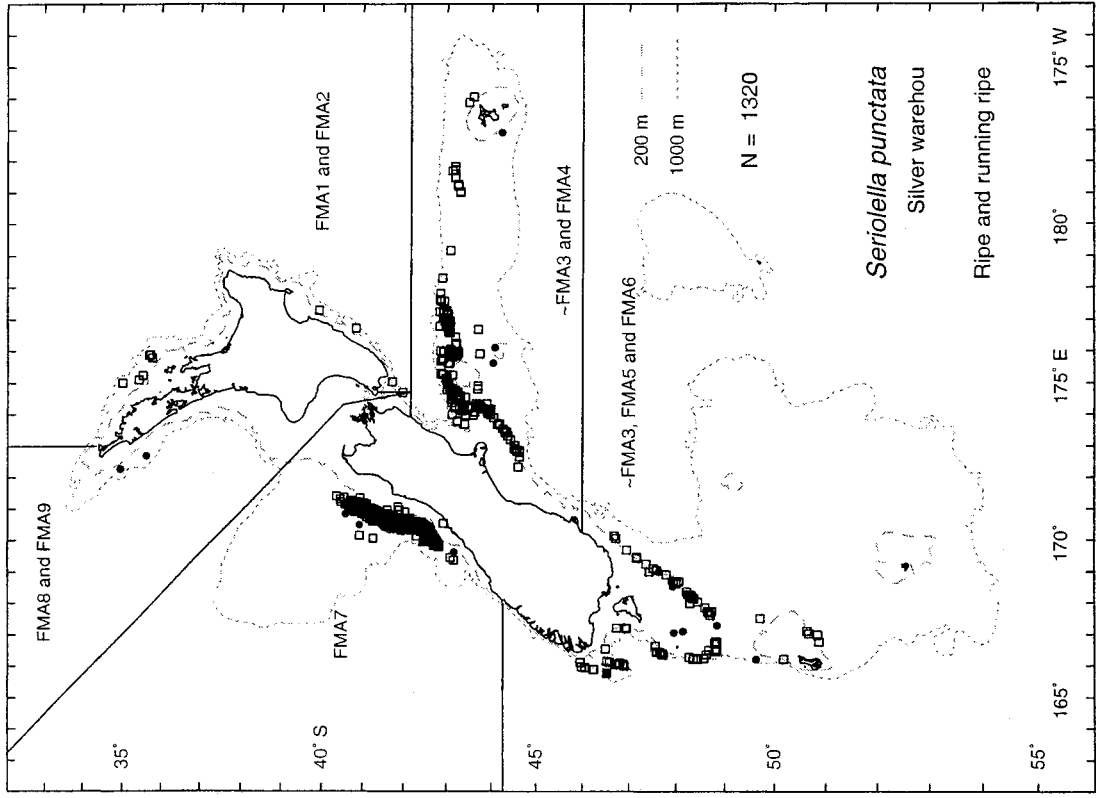 FMA8 and FMA9
FMA1 and FMA2
FMA7
~FMA3 and FMA4
~FMA3, FMA5 and FMA6
200 m
1000 m
N = 1320
Seriolella punctata
Silver warehou
Ripe and running ripe
35°
40° S
45°
50°
55°
165°
170°
175° E
180°
175° W